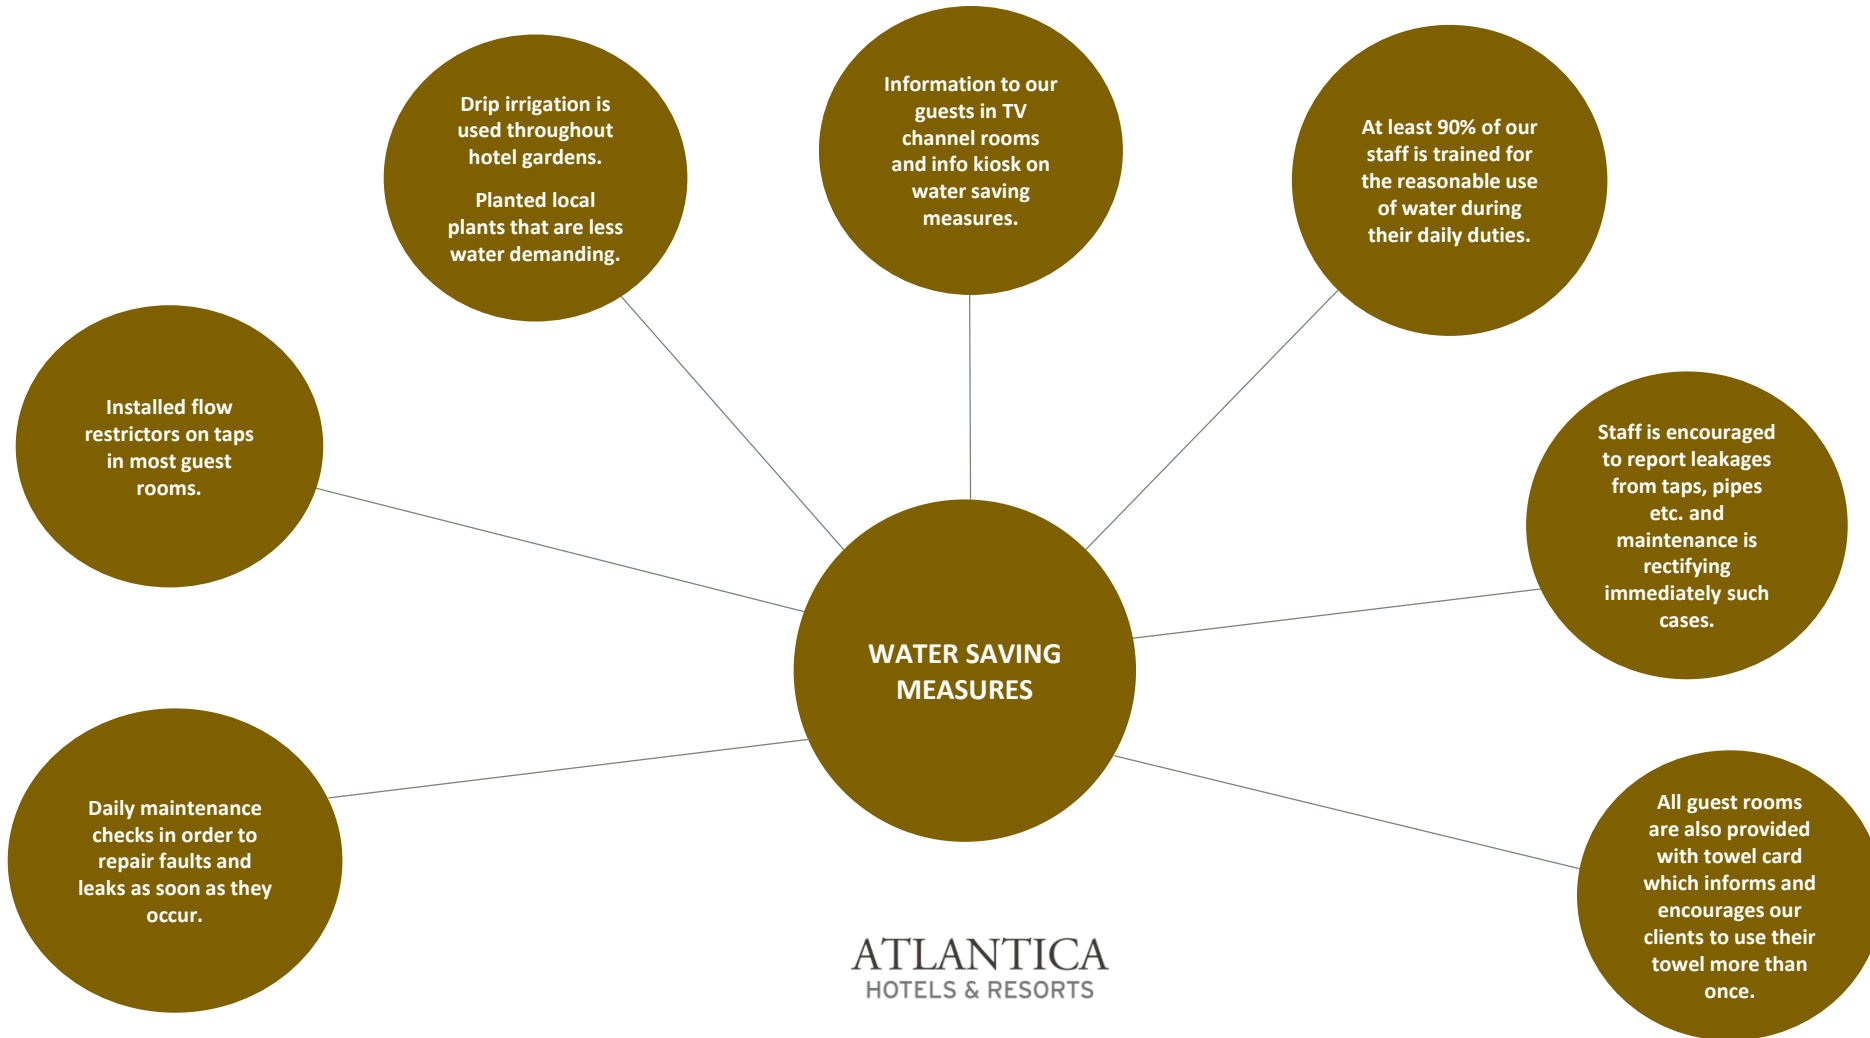 Drip irrigation is
used throughout
hotel gardens.
Planted local
plants that are less
water demanding.
Information to our
guests in TV
channel rooms
and info kiosk on
water saving
measures.
At least 90% of our
staff is trained for
the reasonable use
of water during
their daily duties.
Installed flow
restrictors on taps
in most guest
rooms.
Staff is encouraged
to report leakages
from taps, pipes
etc. and
maintenance is
rectifying
immediately such
cases.
WATER SAVING
MEASURES
Daily maintenance
checks in order to
repair faults and
leaks as soon as they
occur.
All guest rooms
are also provided
with towel card
which informs and
encourages our
clients to use their
towel more than
once.
ATLANTICA
HOTELS & RESORTS